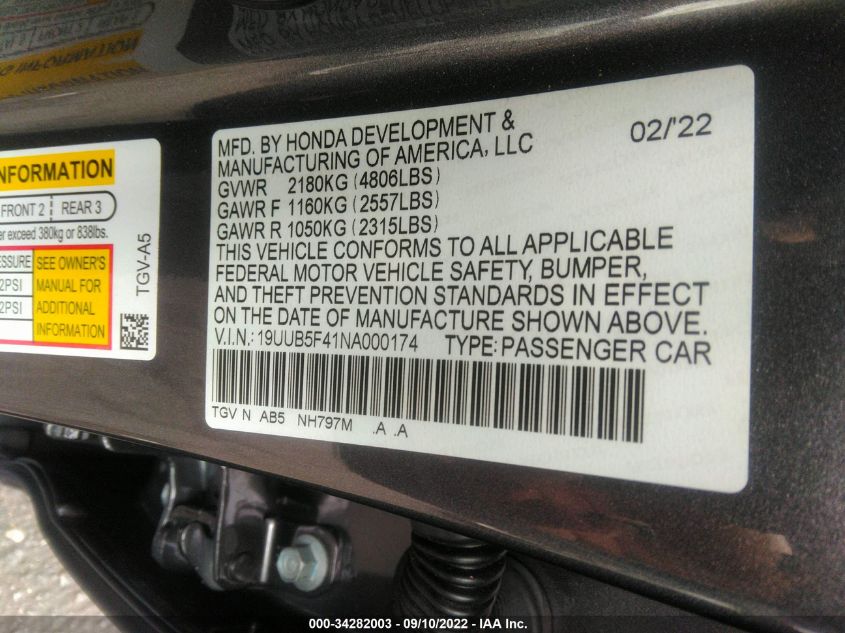 INFORMATION
FRONT 2 | REAR 3
er exceed 380kg or 838lbs.
SEE OWNER'S
2PSI MANUAL FOR
2PSI ADDITIONAL
INFORMATION
TGV-A5
MFD. BY HONDA DEVELOPMENT & 02/'22
MANUFACTURING OF AMERICA, LLC
GVWR 2180KG (4806LBS)
GAWR F 1160KG (2557LBS)
GAWR R 1050KG (2315LBS)
THIS VEHICLE CONFORMS TO ALL APPLICABLE
FEDERAL MOTOR VEHICLE SAFETY, BUMPER,
AND THEFT PREVENTION STANDARDS IN EFFECT
ON THE DATE OF MANUFACTURE SHOWN ABOVE.
V.I.N.: 19UUB5F41NA000174 TYPE: PASSENGER CAR
TGV N AB5 NH797M .A .A
000-34282003 - 09/10/2022 - IAA Inc.